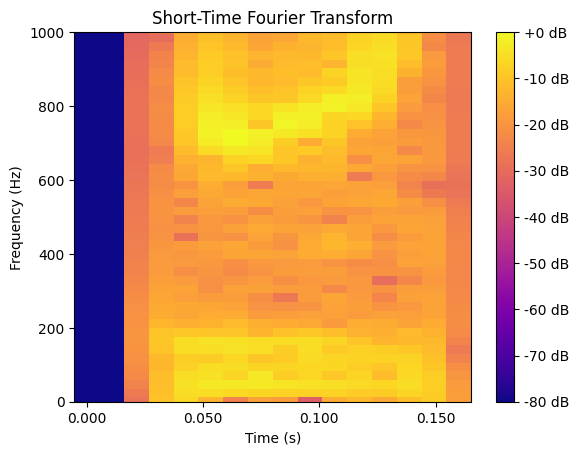 Short-Time Fourier Transform
1000
800
600
400
200
0
Frequency (Hz)
0.000
0.050
0.100
0.150
Time (s)
+0 dB
-10 dB
-20 dB
-30 dB
-40 dB
-50 dB
-60 dB
-70 dB
-80 dB